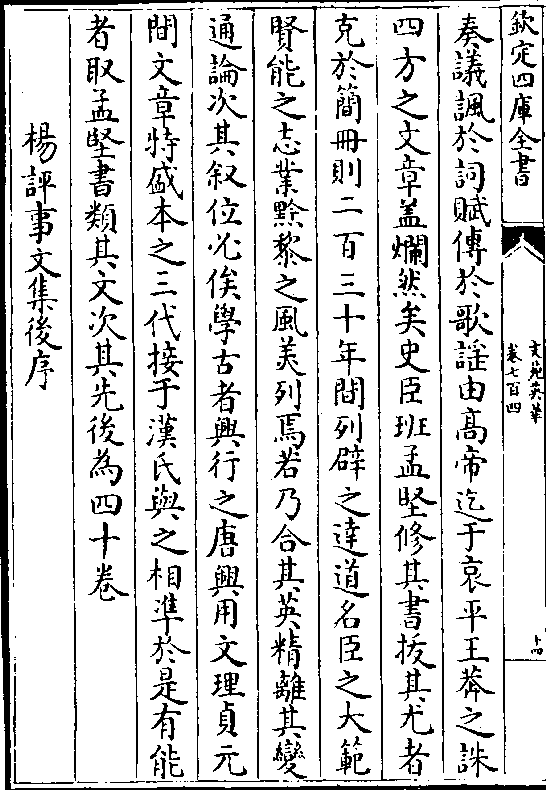 欽定四庫全書
文苑英華
卷七百四
十四
奏議諷於詞賦傳於歌謡由髙帝迄于哀平王莽之誅
四方之文章葢爛然矣史臣班孟堅修其書拔其尤者
充於簡冊則二百三十年間列辟之達道名臣之大範
賢能之志業黔黎之風美列焉若乃合其英精離其變
通論次其叙位必俟學古者興行之唐興用文理貞元
間文章特盛本之三代接于漢氏與之相凖於是有能
者取孟堅書類其文次其先後為四十卷
楊評事文集後序